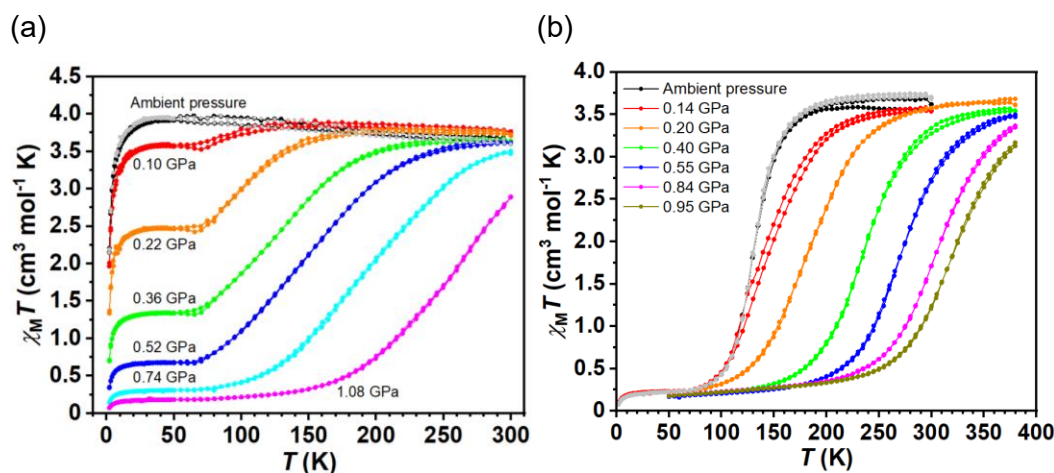 (a)
(b)
4.5
4.0
3.5
3.0
2.5
2.0
1.5
1.0
0.5
0
χMT (cm3 mol-1 K)
Ambient pressure
0.10 GPa
0.22 GPa
0.36 GPa
0.52 GPa
0.74 GPa
1.08 GPa
0 50 100 150 200 250 300
T (K)
4.0
3.5
3.0
2.5
2.0
1.5
1.0
0.5
0
χMT (cm3 mol-1 K)
Ambient pressure
0.14 GPa
0.20 GPa
0.40 GPa
0.55 GPa
0.84 GPa
0.95 GPa
0 50 100 150 200 250 300 350 400
T (K)